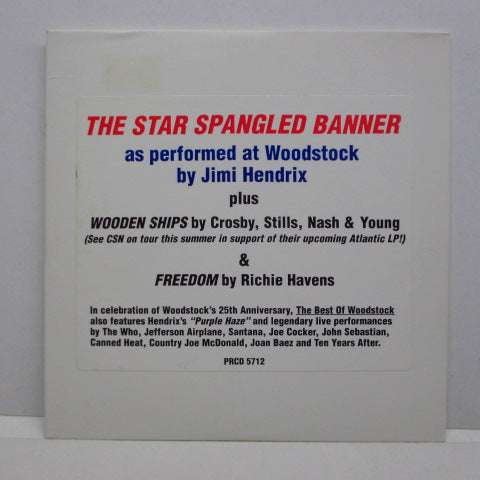 THE STAR SPANGLED BANNER
as performed at Woodstock
by Jimi Hendrix
plus
WOODEN SHIPS by Crosby, Stills, Nash & Young
(See CSN on tour this summer in support of their upcoming Atlantic LP!)
&
FREEDOM by Richie Havens
In celebration of Woodstock's 25th Anniversary, The Best Of Woodstock
also features Hendrix's "Purple Haze" and legendary live performances
by The Who, Jefferson Airplane, Santana, Joe Cocker, John Sebastian,
Canned Heat, Country Joe McDonald, Joan Baez and Ten Years After.
PRCD 5712